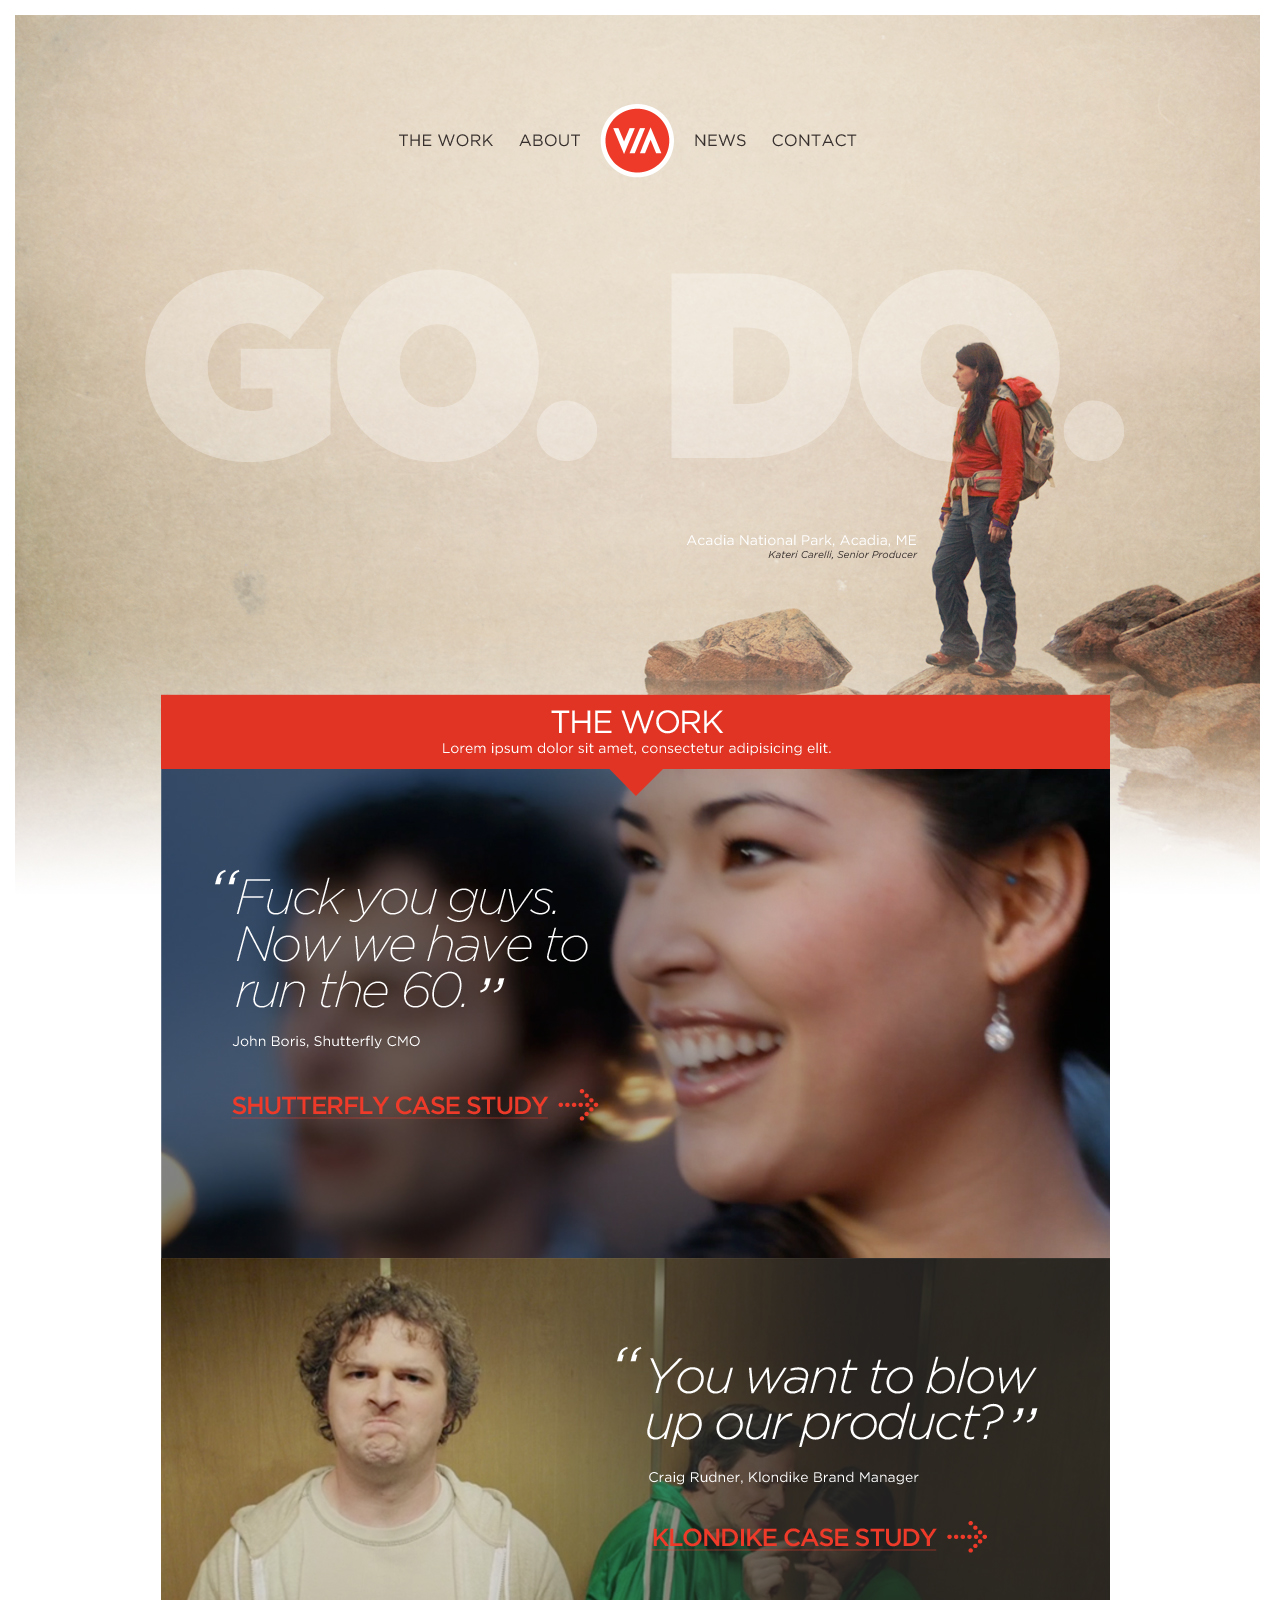 THE WORK ABOUT VIA NEWS CONTACT
GO. DO.
Acadia National Park, Acadia, ME
Kateri Carelli, Senior Producer
THE WORK
Lorem ipsum dolor sit amet, consectetur adipisicing elit.
“Fuck you guys.
Now we have to
run the 60.”
John Boris, Shutterfly CMO
SHUTTERFLY CASE STUDY
“You want to blow
up our product?”
Craig Rudner, Klondike Brand Manager
KLONDIKE CASE STUDY